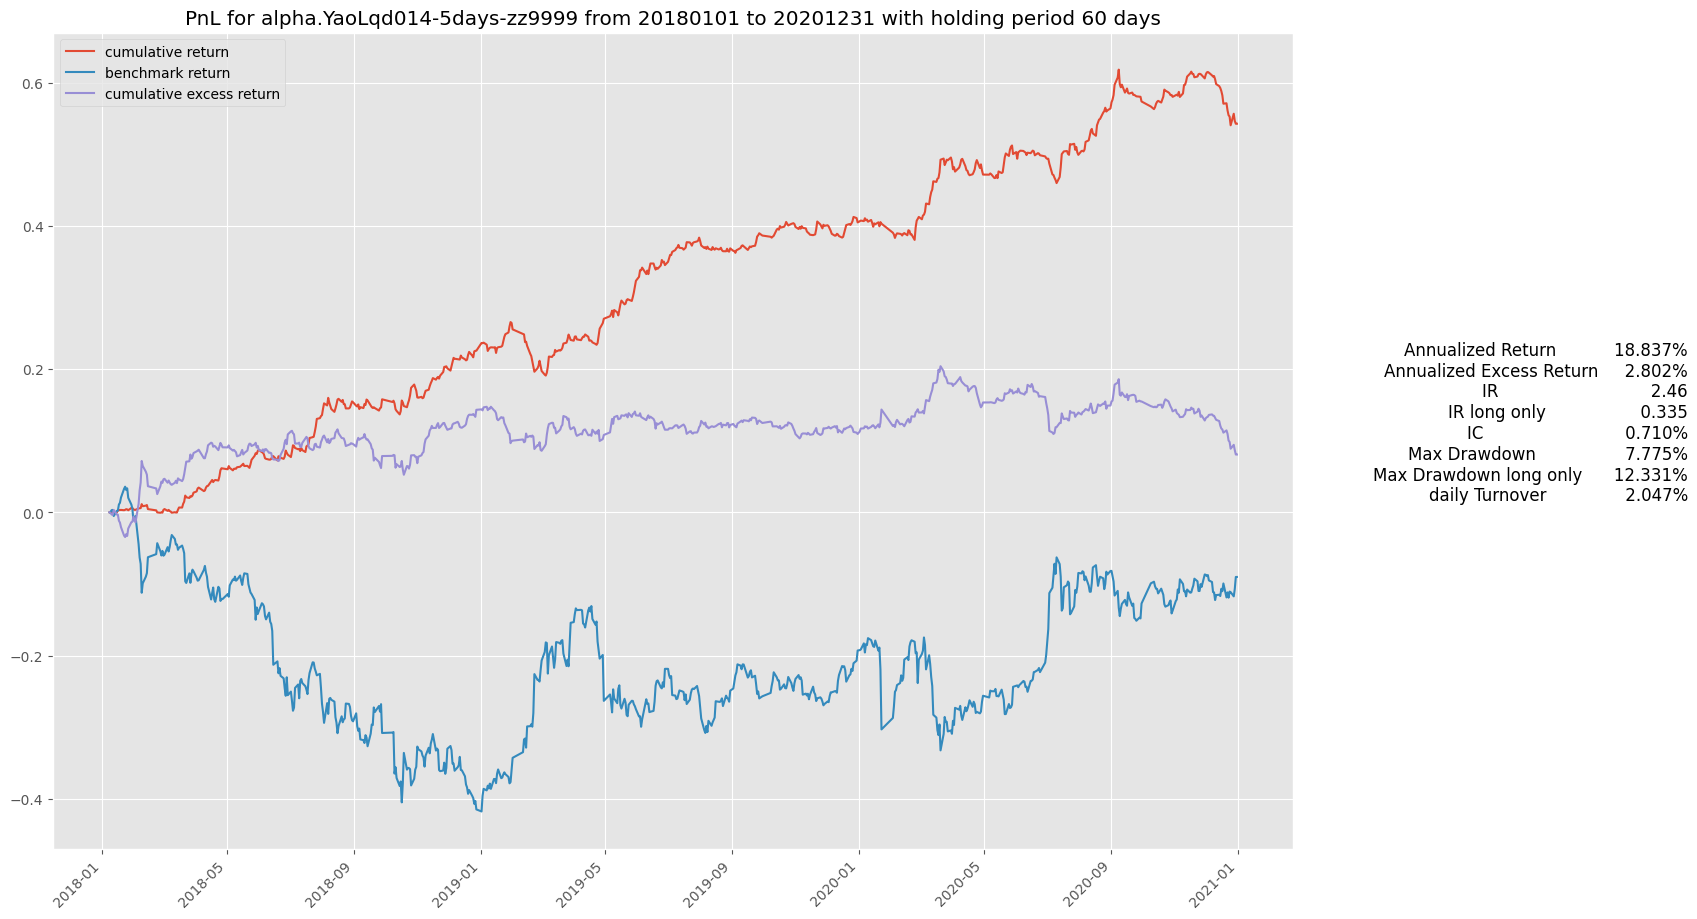 PnL for alpha.YaoLqd014-5days-zz9999 from 20180101 to 20201231 with holding period 60 days
cumulative return
benchmark return
cumulative excess return
0.6
0.4
0.2
0.0
−0.2
−0.4
2018-01
2018-05
2018-09
2019-01
2019-05
2019-09
2020-01
2020-05
2020-09
2021-01
Annualized Return 18.837%
Annualized Excess Return 2.802%
IR 2.46
IR long only 0.335
IC 0.710%
Max Drawdown 7.775%
Max Drawdown long only 12.331%
daily Turnover 2.047%